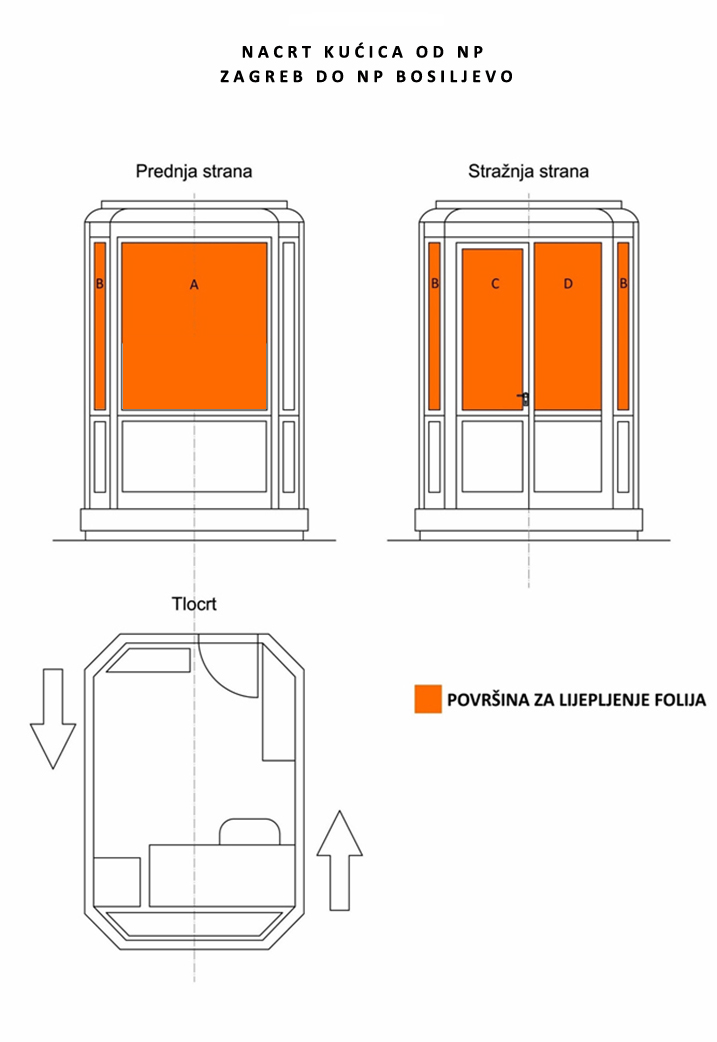 NACRT KUĆICA OD NP
ZAGREB DO NP BOSILJEVO
Prednja strana
Stražnja strana
B
A
B
C
D
B
Tlocrt
POVRŠINA ZA LIJEPLJENJE FOLIJA